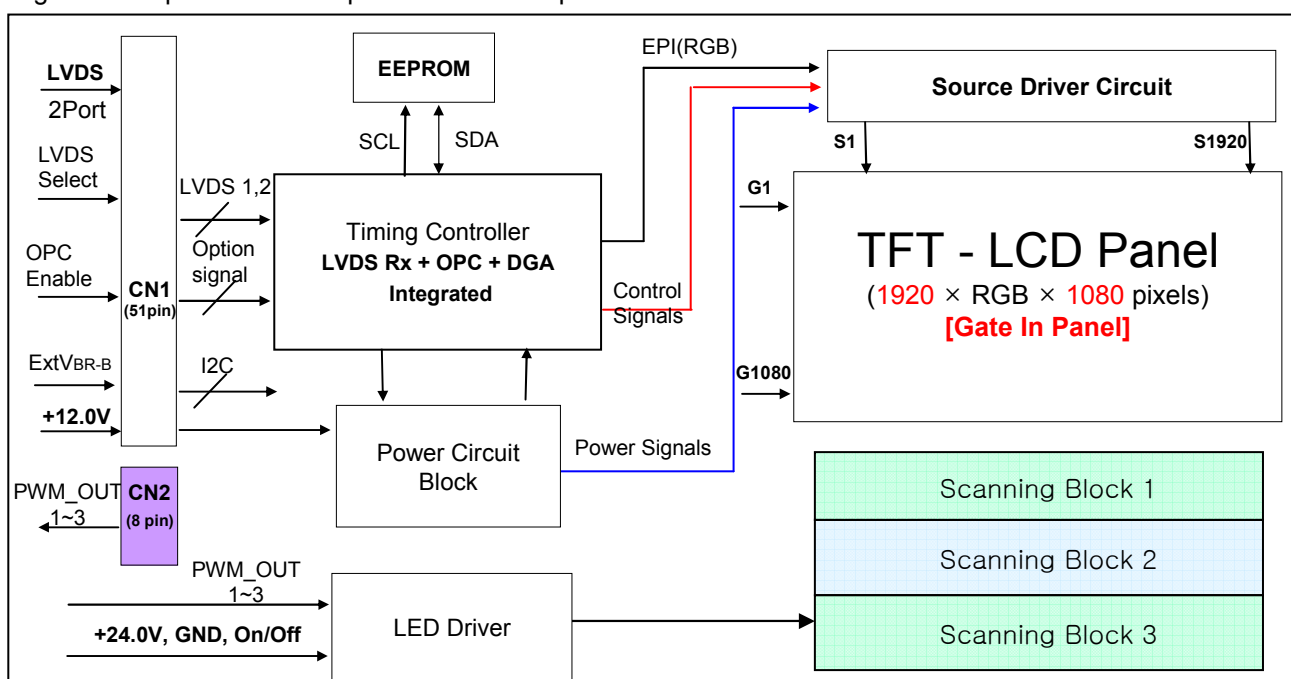 EEPROM
EPI(RGB)
Source Driver Circuit
LVDS
2Port
SCL
SDA
S1
S1920
LVDS
Select
LVDS 1,2
G1
Timing Controller
LVDS Rx + OPC + DGA
Integrated
TFT - LCD Panel
(1920 × RGB × 1080 pixels)
[Gate In Panel]
OPC
Enable
Option
signal
CN1
(51pin)
Control
Signals
ExtVBR-B
I2C
G1080
+12.0V
Power Circuit
Block
Power Signals
PWM_OUT
1~3
CN2
(8 pin)
Scanning Block 1
Scanning Block 2
Scanning Block 3
PWM_OUT
1~3
+24.0V, GND, On/Off
LED Driver